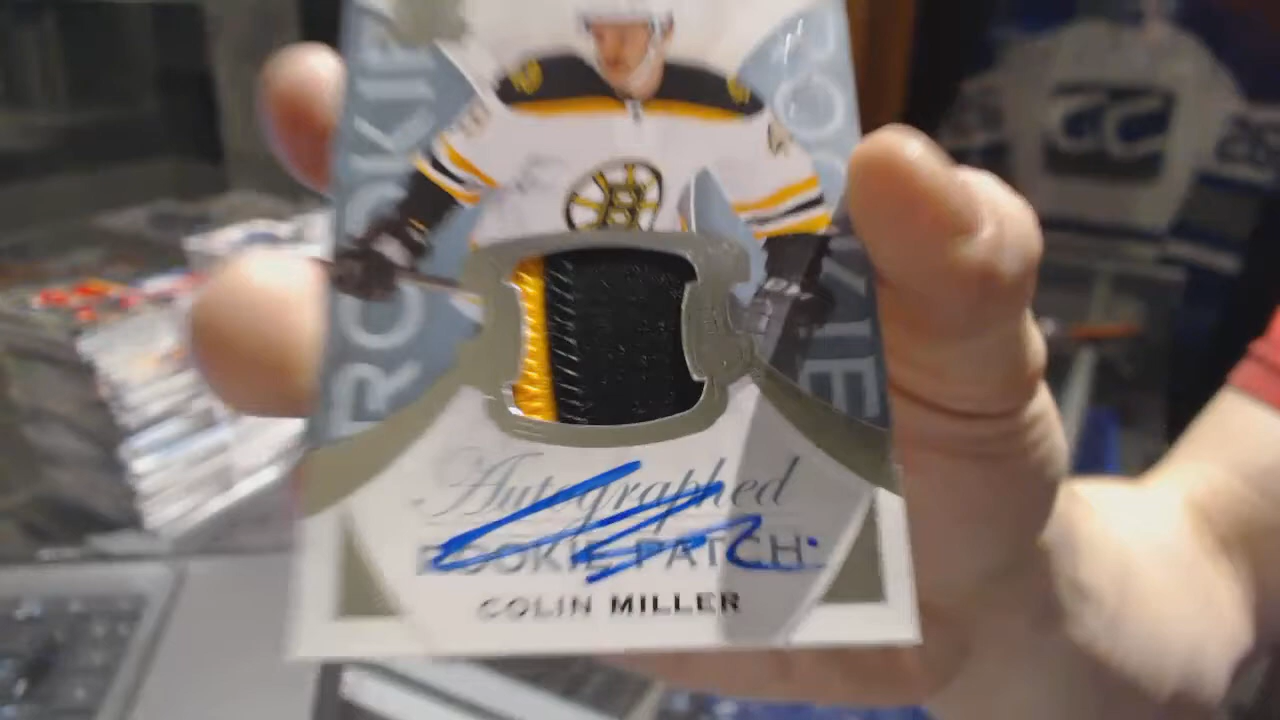 ROOKIE
ROOKIE
B
Autographed
ROOKIE PATCH
COLIN MILLER